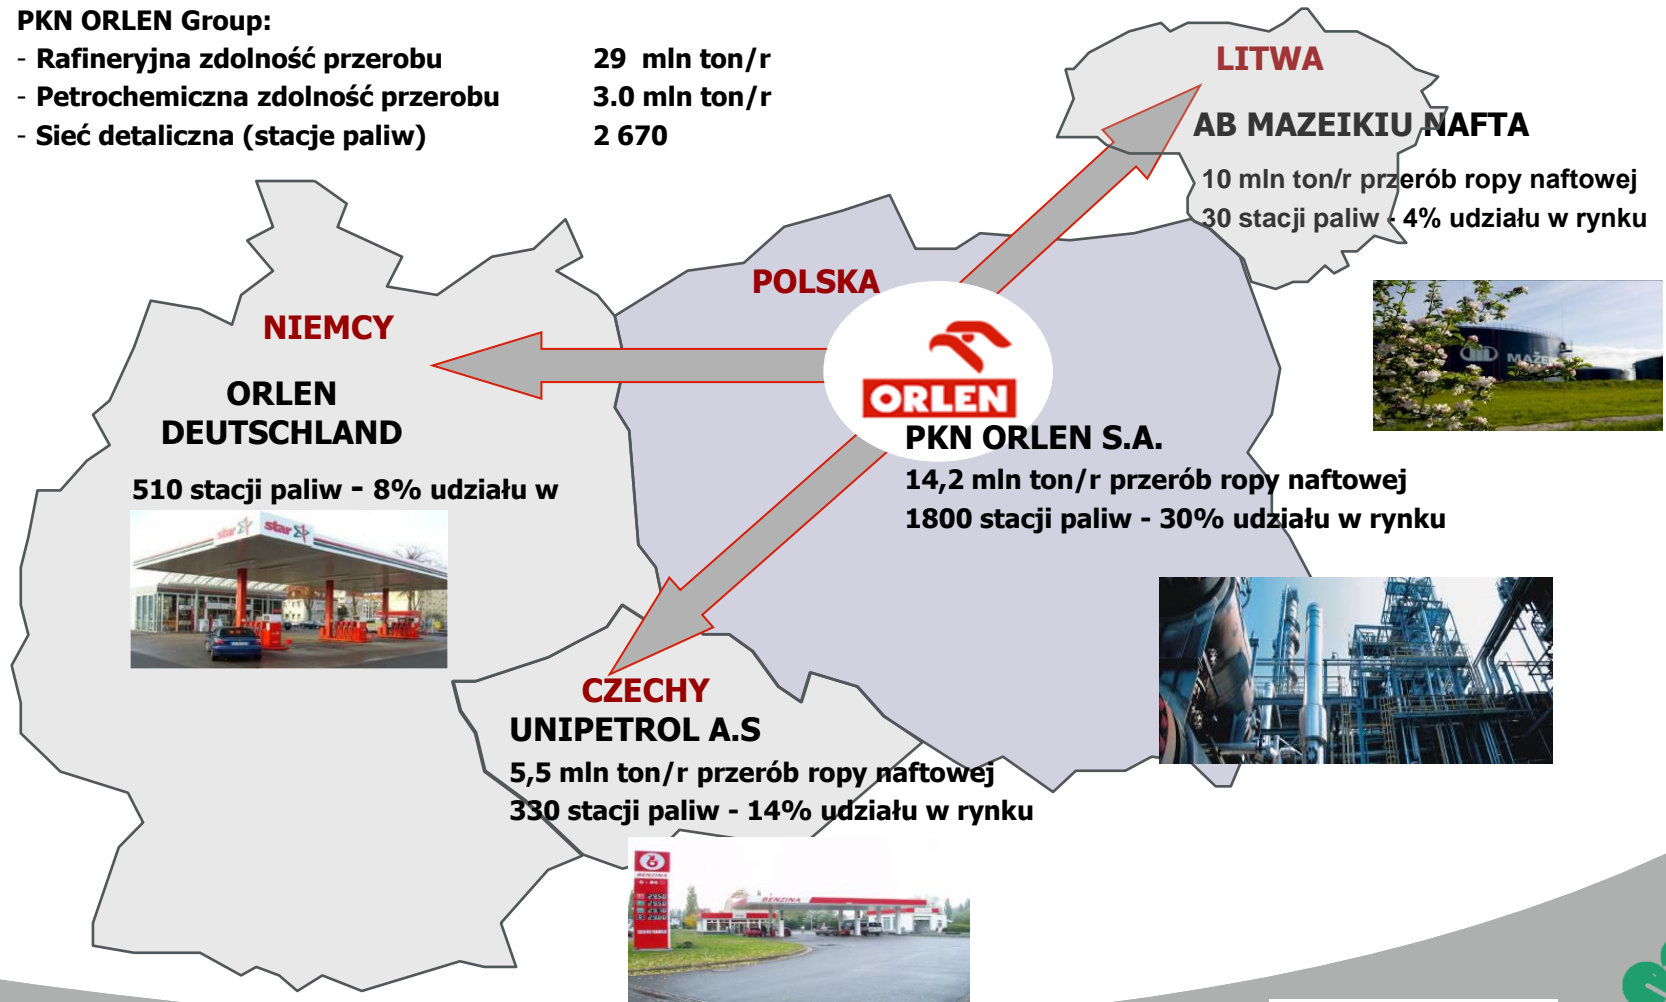 PKN ORLEN Group:
- Rafineryjna zdolność przerobu 29 mln ton/r
- Petrochemiczna zdolność przerobu 3.0 mln ton/r
- Sieć detaliczna (stacje paliw) 2 670
LITWA
AB MAZEIKIU NAFTA
10 mln ton/r przerób ropy naftowej
30 stacji paliw - 4% udziału w rynku
POLSKA
NIEMCY
ORLEN
DEUTSCHLAND
510 stacji paliw - 8% udziału w
ORLEN
PKN ORLEN S.A.
14,2 mln ton/r przerób ropy naftowej
1800 stacji paliw - 30% udziału w rynku
star
star
CZECHY
UNIPETROL A.S
5,5 mln ton/r przerób ropy naftowej
330 stacji paliw - 14% udziału w rynku
BENZINA
BENZINA